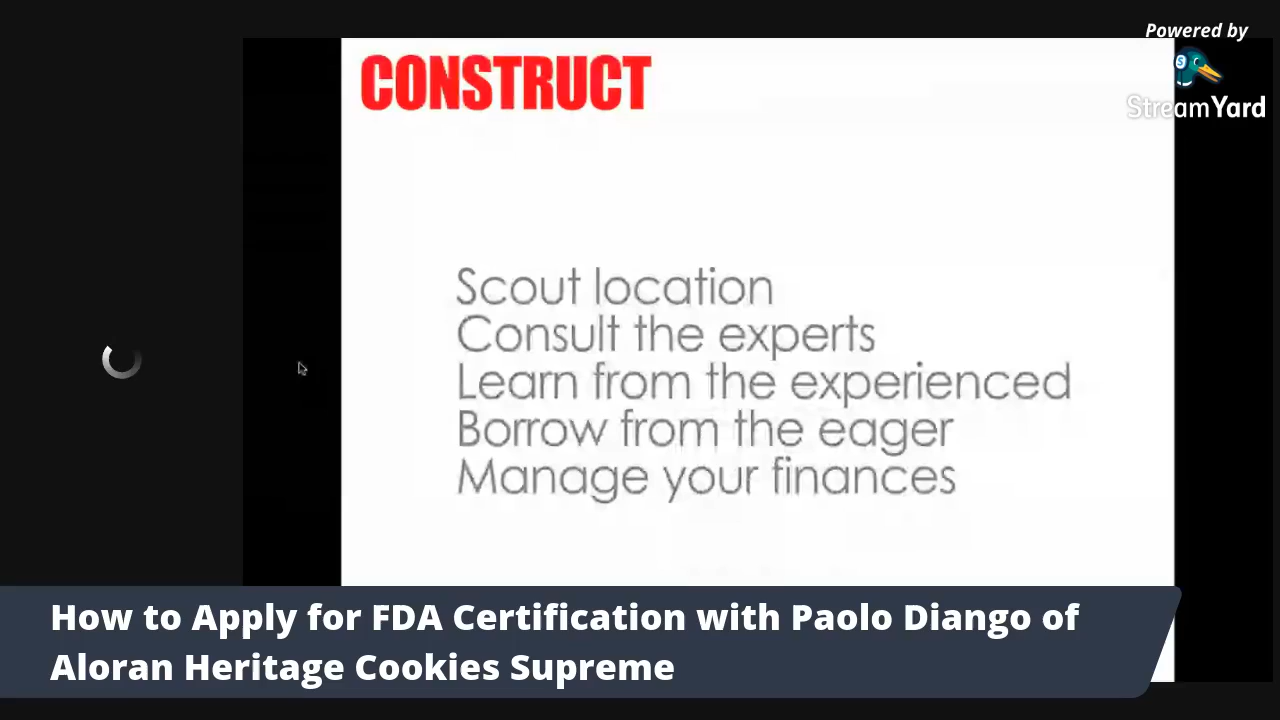 Powered by
StreamYard
CONSTRUCT
Scout location
Consult the experts
Learn from the experienced
Borrow from the eager
Manage your finances
How to Apply for FDA Certification with Paolo Diango of
Aloran Heritage Cookies Supreme